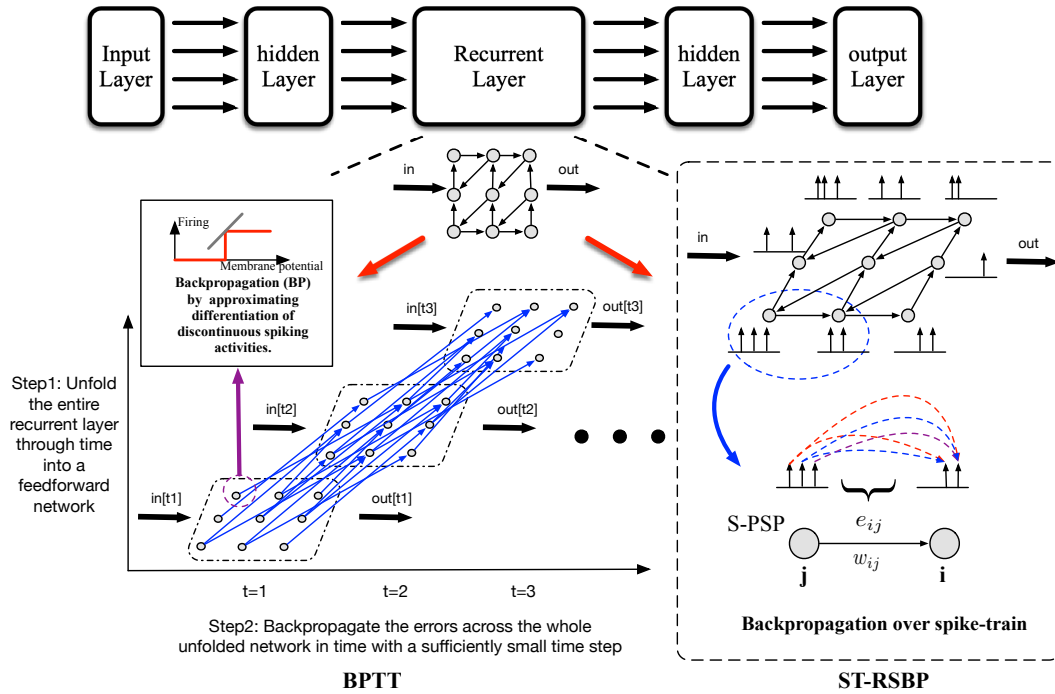 Input
Layer
hidden
Layer
Recurrent
Layer
hidden
Layer
output
Layer
in
out
Firing
Membrane potential
Backpropagation (BP)
by approximating
differentiation of
discontinuous spiking
activities.
in
out
in[t3]
out[t3]
Step1: Unfold
the entire
recurrent layer
through time
into a
feedforward
network
in[t2]
out[t2]
in[t1]
out[t1]
t=1
t=2
t=3
Step2: Backpropagate the errors across the whole
unfolded network in time with a sufficiently small time step
BPTT
S-PSP
e_{ij}
w_{ij}
j
i
Backpropagation over spike-train
ST-RSBP